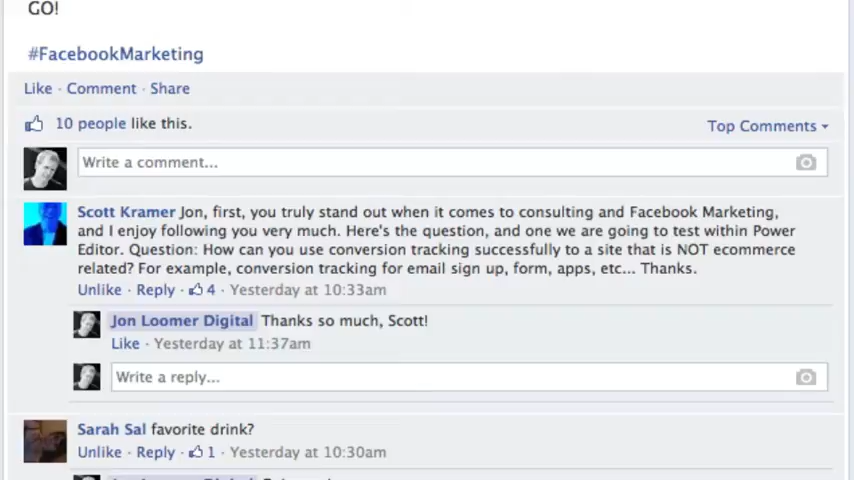 GO!
#FacebookMarketing
Like · Comment · Share
10 people like this.
Top Comments
Write a comment...
Scott Kramer Jon, first, you truly stand out when it comes to consulting and Facebook Marketing,
and I enjoy following you very much. Here's the question, and one we are going to test within Power
Editor. Question: How can you use conversion tracking successfully to a site that is NOT ecommerce
related? For example, conversion tracking for email sign up, form, apps, etc... Thanks.
Unlike · Reply · 4 · Yesterday at 10:33am
Jon Loomer Digital Thanks so much, Scott!
Like · Yesterday at 11:37am
Write a reply...
Sarah Sal favorite drink?
Unlike · Reply · 1 · Yesterday at 10:30am